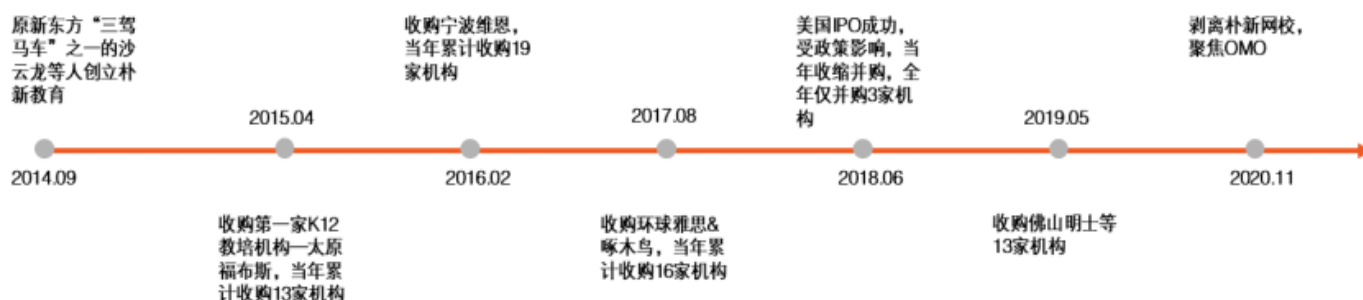 原新东方“三驾
马车”之一的沙
云龙等人创立朴
新教育
2014.09
2015.04
收购第一家K12
教培机构—太原
福布斯，当年累
计收购13家机构
收购宁波维恩，
当年累计收购19
家机构
2016.02
2017.08
收购环球雅思&
啄木鸟，当年累
计收购16家机构
美国IPO成功，
受政策影响，当
年收缩并购，全
年仅并购3家机
构
2018.06
2019.05
收购佛山明士等
13家机构
剥离朴新网校，
聚焦OMO
2020.11